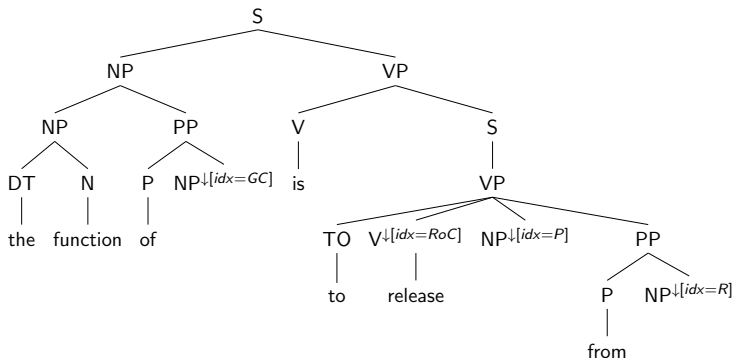 S
NP VP
NP PP V S
DT N P NP↓[idx=GC] is VP
the function of TO V↓[idx=RoC] NP↓[idx=P] PP
to release P NP↓[idx=R]
from